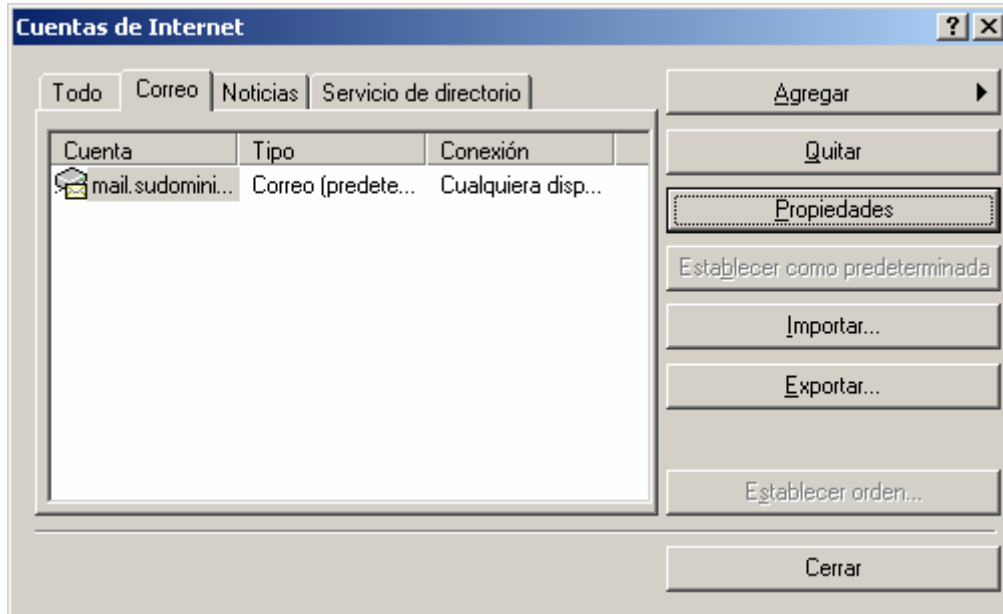 Cuentas de Internet
Todo Correo Noticias Servicio de directorio
Cuenta Tipo Conexión
mail.sudomini... Correo (predete... Cualquiera disp...
Agregar
Quitar
Propiedades
Establecer como predeterminada
Importar...
Exportar...
Establecer orden...
Cerrar